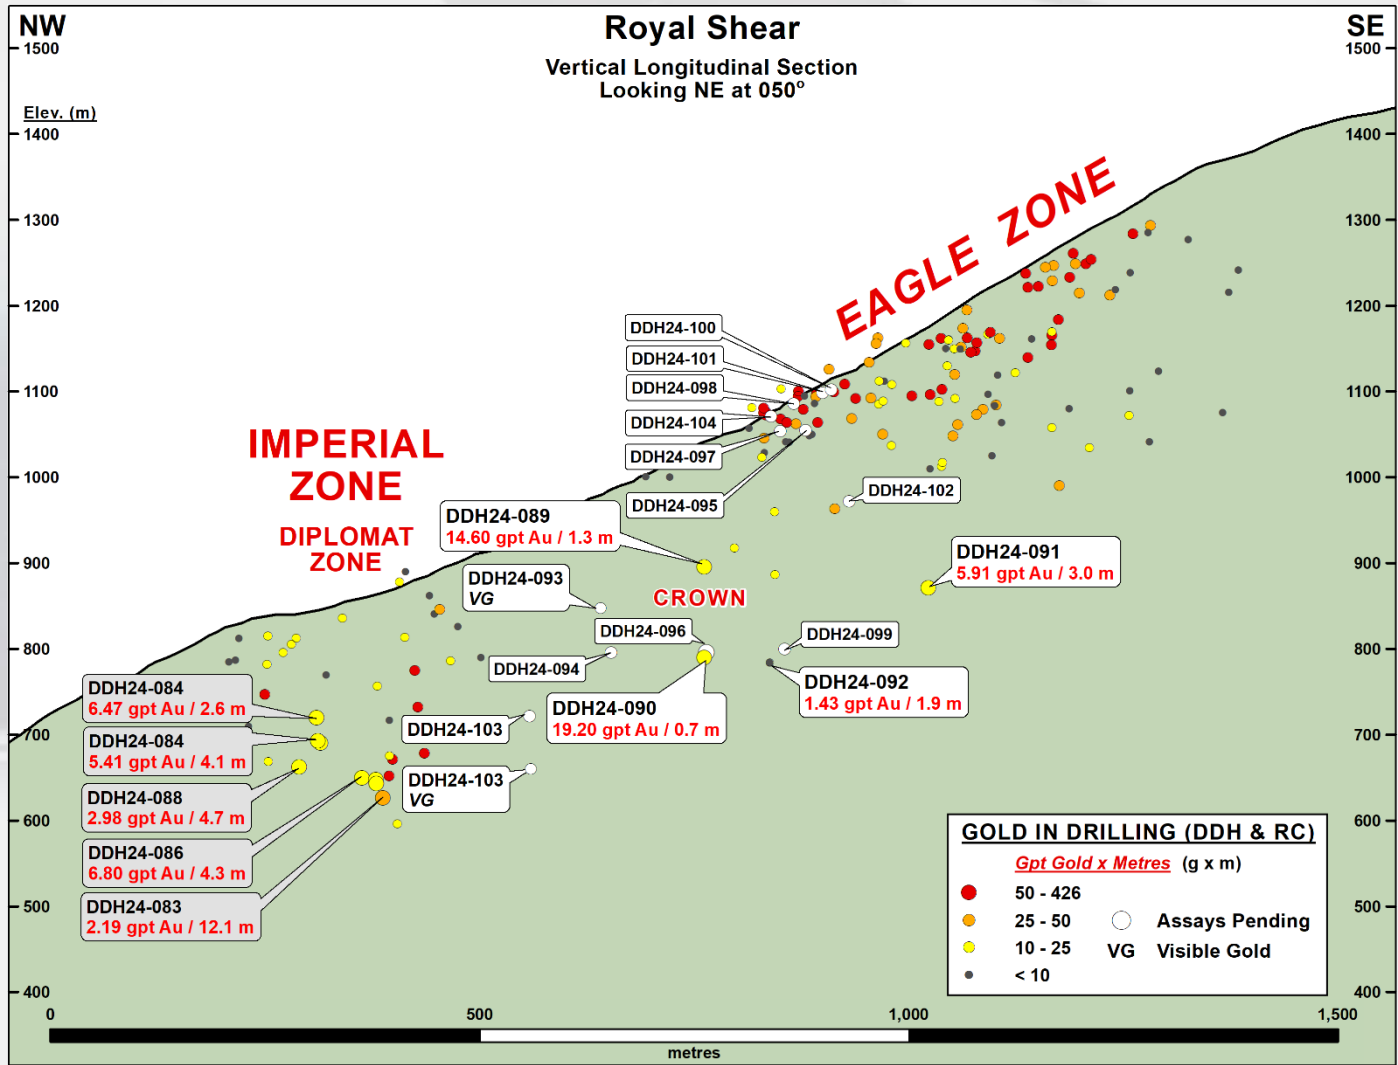 NW
Royal Shear
SE
Vertical Longitudinal Section
Looking NE at 050°
Elev. (m)
1500
1400
1300
1200
1100
1000
900
800
700
600
500
400
1500
1400
1300
1200
1100
1000
900
800
700
600
500
400
EAGLE ZONE
IMPERIAL
ZONE
DIPLOMAT
ZONE
CROWN
DDH24-100
DDH24-101
DDH24-098
DDH24-104
DDH24-097
DDH24-095
DDH24-102
DDH24-089
14.60 gpt Au / 1.3 m
DDH24-091
5.91 gpt Au / 3.0 m
DDH24-093
VG
DDH24-096
DDH24-099
DDH24-094
DDH24-092
1.43 gpt Au / 1.9 m
DDH24-090
19.20 gpt Au / 0.7 m
DDH24-103
DDH24-103
VG
DDH24-084
6.47 gpt Au / 2.6 m
DDH24-084
5.41 gpt Au / 4.1 m
DDH24-088
2.98 gpt Au / 4.7 m
DDH24-086
6.80 gpt Au / 4.3 m
DDH24-083
2.19 gpt Au / 12.1 m
GOLD IN DRILLING (DDH & RC)
Gpt Gold x Metres (g x m)
50 - 426
25 - 50 Assays Pending
10 - 25 VG Visible Gold
< 10
0 500 1,000 1,500
metres